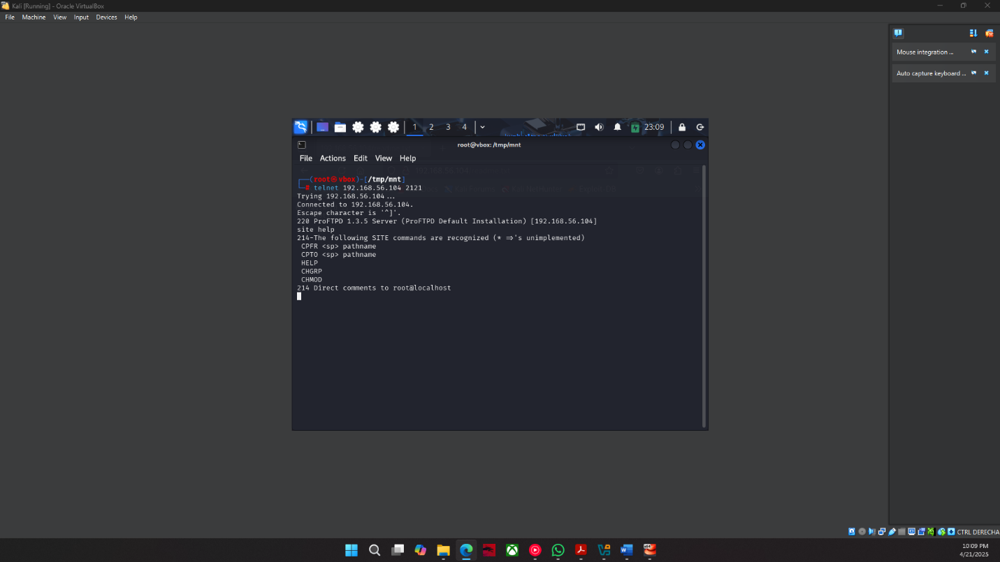 Kali [Running] - Oracle VirtualBox
File Machine View Input Devices Help
Mouse integration ...
Auto capture keyboard ...
1 2 3 4 23:09
root@vbox: /tmp/mnt
File Actions Edit View Help
(root㉿vbox)-[/tmp/mnt]
# telnet 192.168.56.104 2121
Trying 192.168.56.104...
Connected to 192.168.56.104.
Escape character is '^]'.
220 ProFTPD 1.3.5 Server (ProFTPD Default Installation) [192.168.56.104]
site help
214-The following SITE commands are recognized (* =>'s unimplemented)
CPFR <sp> pathname
CPTO <sp> pathname
HELP
CHGRP
CHMOD
214 Direct comments to root@localhost
CTRL DERECHA
10:09 PM
4/21/2025